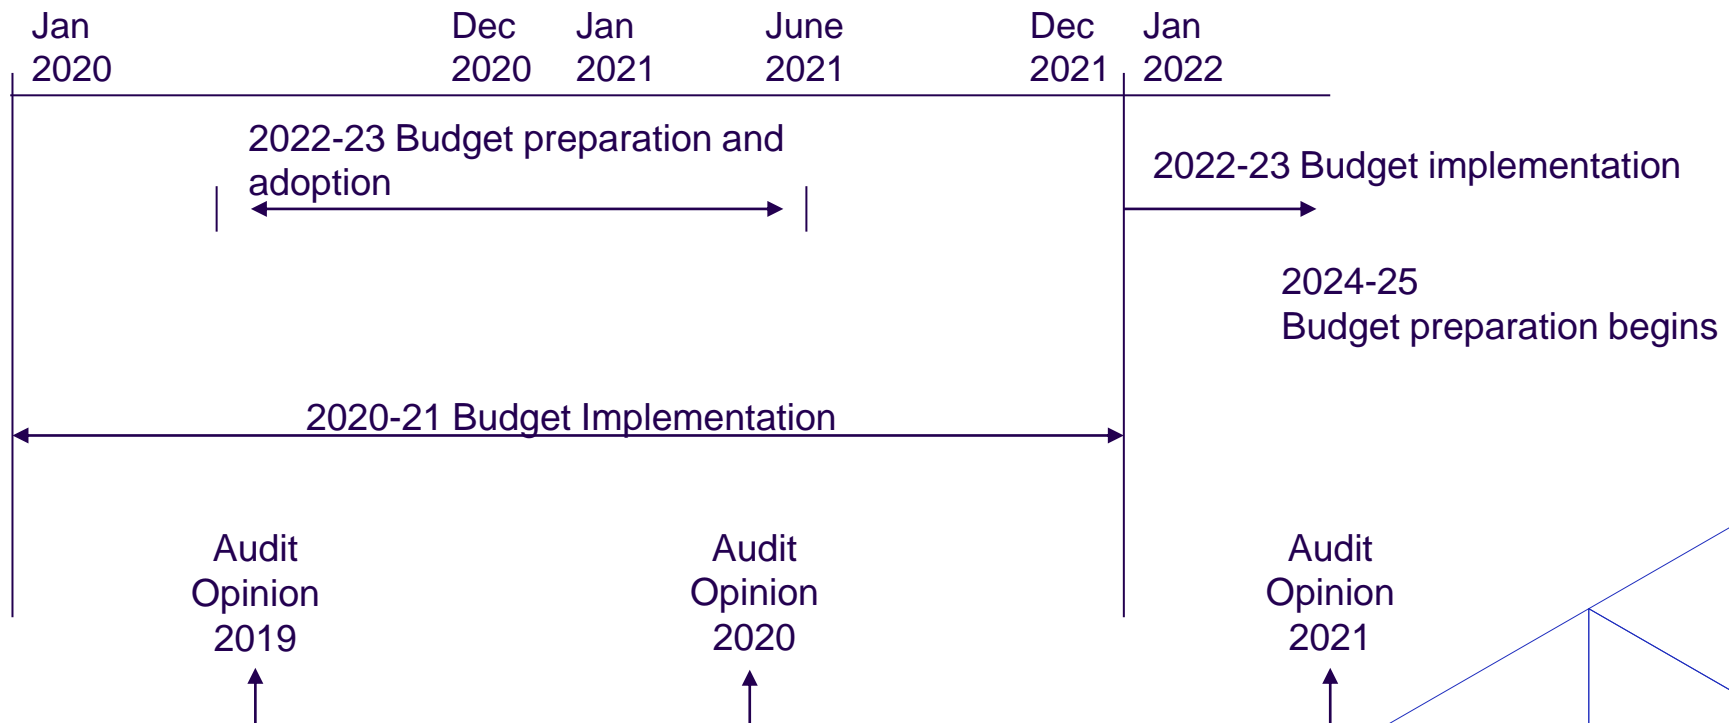 Jan
2020
Dec
2020
Jan
2021
June
2021
Dec
2021
Jan
2022
2022-23 Budget preparation and
adoption
2022-23 Budget implementation
2024-25
Budget preparation begins
2020-21 Budget Implementation
Audit
Opinion
2019
Audit
Opinion
2020
Audit
Opinion
2021